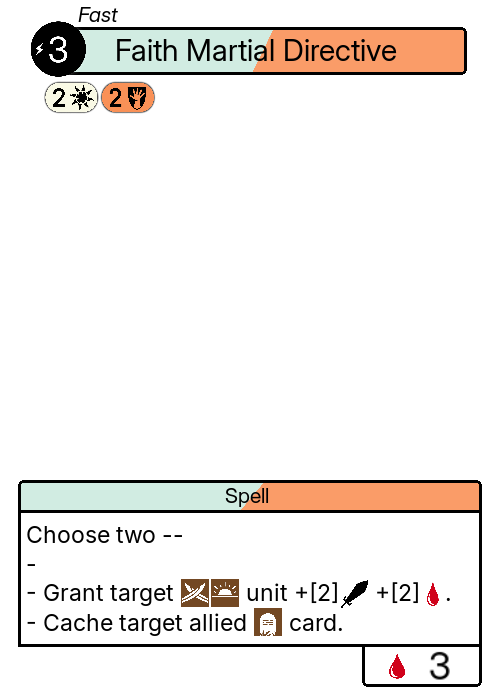 Fast
3 Faith Martial Directive
2 2
Spell
Choose two --
-
- Grant target unit +[2] +[2] .
- Cache target allied card.
3